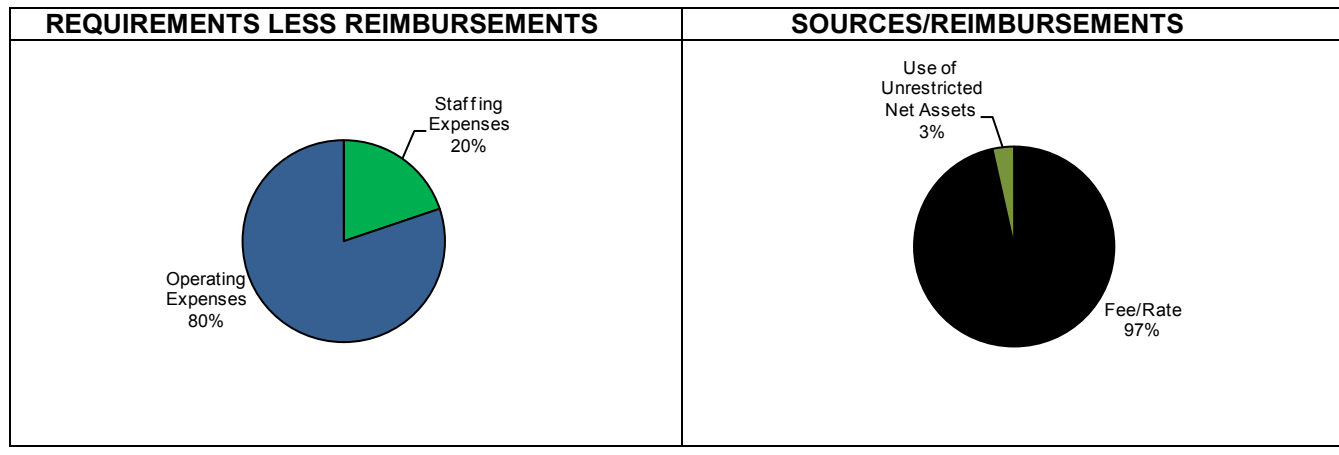 REQUIREMENTS LESS REIMBURSEMENTS
SOURCES/REIMBURSEMENTS
Staffing
Expenses
20%
Operating
Expenses
80%
Use of
Unrestricted
Net Assets
3%
Fee/Rate
97%